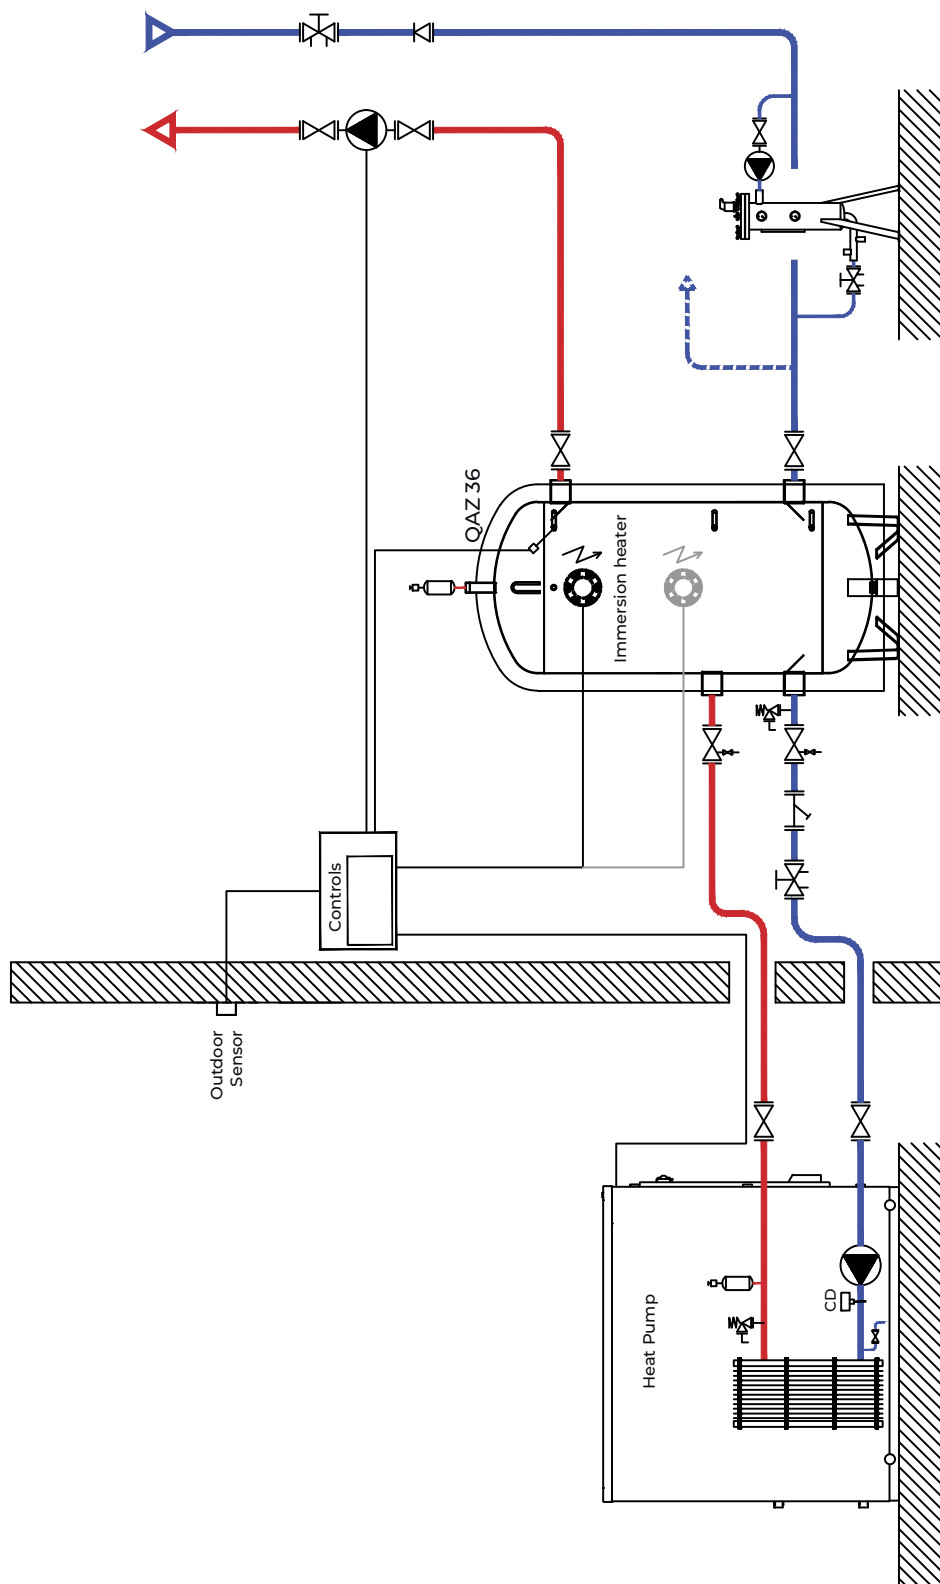 Outdoor
Sensor
Controls
QAZ 36
Immersion heater
Heat Pump
CD